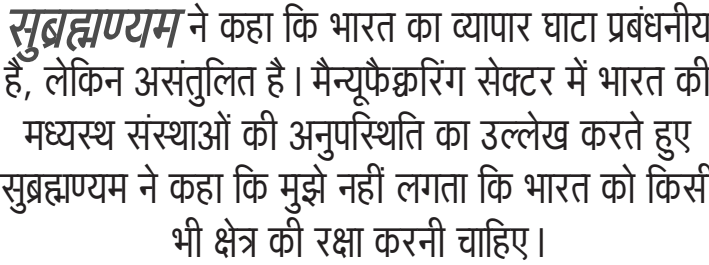 सुब्रह्मण्यम ने कहा कि भारत का व्यापार घाटा प्रबंधनीय
है, लेकिन असंतुलित है। मैन्यूफैक्चरिंग सेक्टर में भारत की
मध्यस्थ संस्थाओं की अनुपस्थिति का उल्लेख करते हुए
सुब्रह्मण्यम ने कहा कि मुझे नहीं लगता कि भारत को किसी
भी क्षेत्र की रक्षा करनी चाहिए।